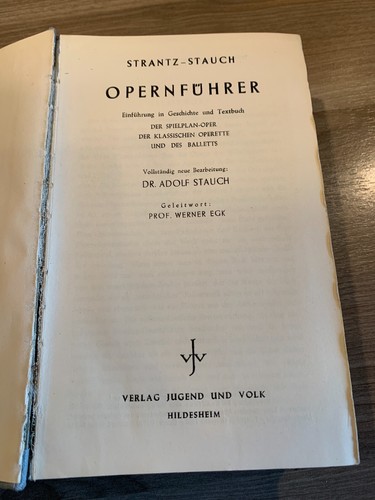 STRANTZ-STAUCH
OPERNFÜHRER
Einführung in Geschichte und Textbuch
DER SPIELPLAN-OPER
DER KLASSISCHEN OPERETTE
UND DES BALLETTS
Vollständig neue Bearbeitung:
DR. ADOLF STAUCH
Geleitwort:
PROF. WERNER EGK
VJV
VERLAG JUGEND UND VOLK
HILDESHEIM